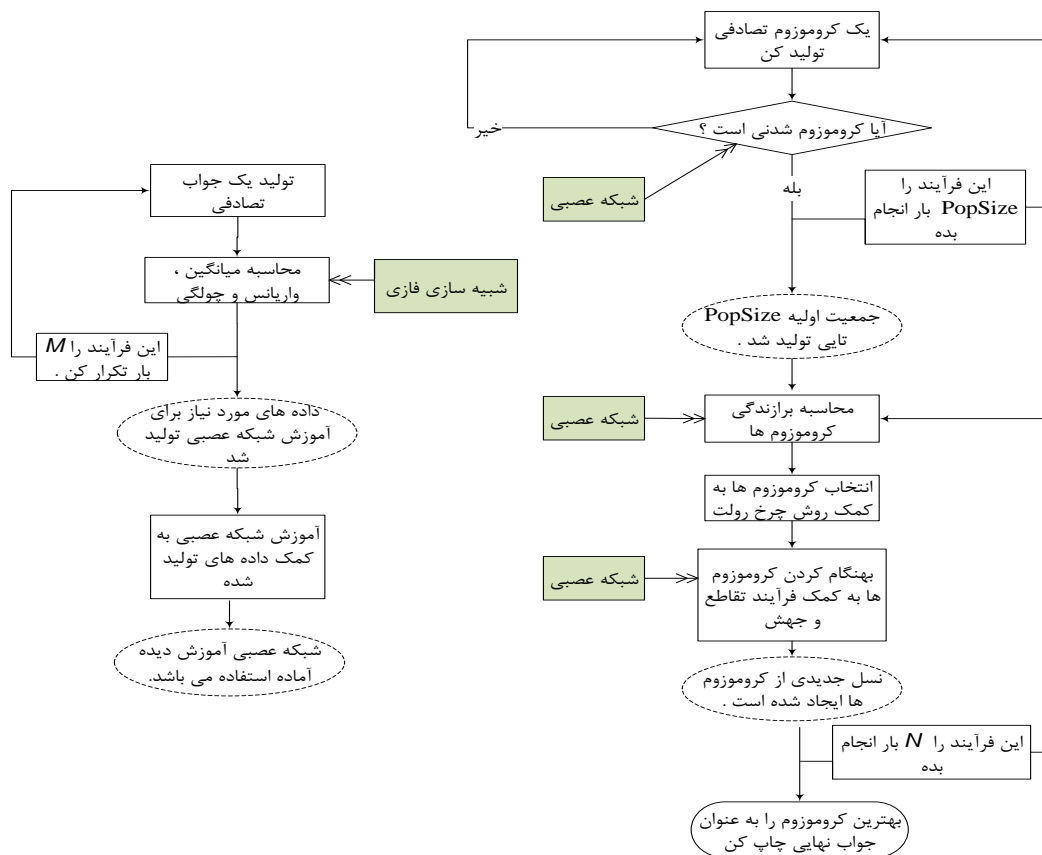 یک کروموزوم تصادفی
تولید کن
آیا کروموزوم شدنی است ؟
خیر
شبکه عصبی
بله
این فرآیند را
PopSize بار انجام
بده
جمعیت اولیه PopSize
تایی تولید شد .
شبکه عصبی
محاسبه برازندگی
کروموزوم ها
انتخاب کروموزوم ها به
کمک روش چرخ رولت
شبکه عصبی
بهنگام کردن کروموزوم
ها به کمک فرآیند تقاطع
و جهش
نسل جدیدی از کروموزوم
ها ایجاد شده است .
این فرآیند را N بار انجام
بده
بهترین کروموزوم را به عنوان
جواب نهایی چاپ کن
تولید یک جواب
تصادفی
محاسبه میانگین ،
واریانس و چولگی
شبیه سازی فازی
این فرآیند را M
بار تکرار کن .
داده های مورد نیاز برای
آموزش شبکه عصبی تولید
شد
آموزش شبکه عصبی به
کمک داده های تولید
شده
شبکه عصبی آموزش دیده
آماده استفاده می باشد.